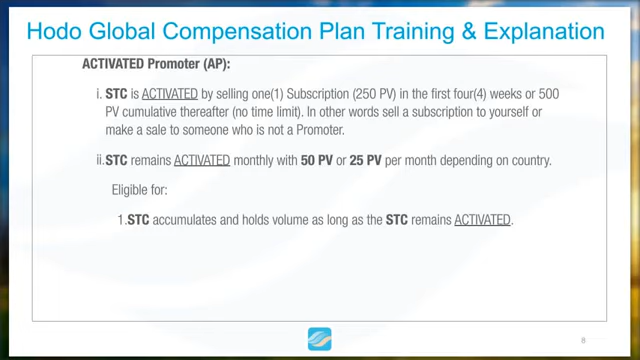 Hodo Global Compensation Plan Training & Explanation
ACTIVATED Promoter (AP):
i. STC is ACTIVATED by selling one(1) Subscription (250 PV) in the first four(4) weeks or 500
PV cumulative thereafter (no time limit). In other words sell a subscription to yourself or
make a sale to someone who is not a Promoter.
ii. STC remains ACTIVATED monthly with 50 PV or 25 PV per month depending on country.
Eligible for:
1.STC accumulates and holds volume as long as the STC remains ACTIVATED.
8